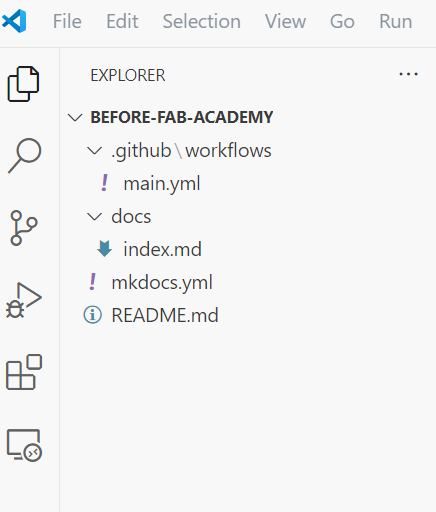 File Edit Selection View Go Run
EXPLORER
BEFORE-FAB-ACADEMY
.github\workflows
! main.yml
docs
index.md
! mkdocs.yml
README.md